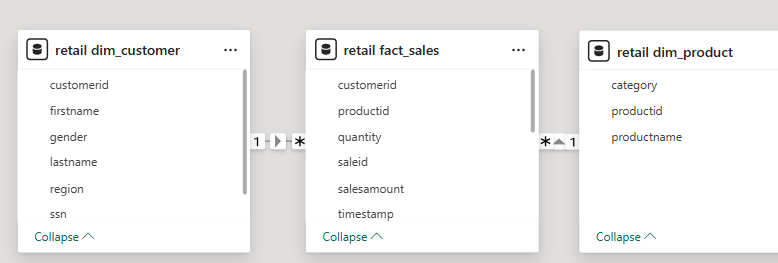 retail dim_customer
customerid
firstname
gender
lastname
region
ssn
Collapse
1
*
retail fact_sales
customerid
productid
quantity
saleid
salesamount
timestamp
Collapse
*
1
retail dim_product
category
productid
productname
Collapse